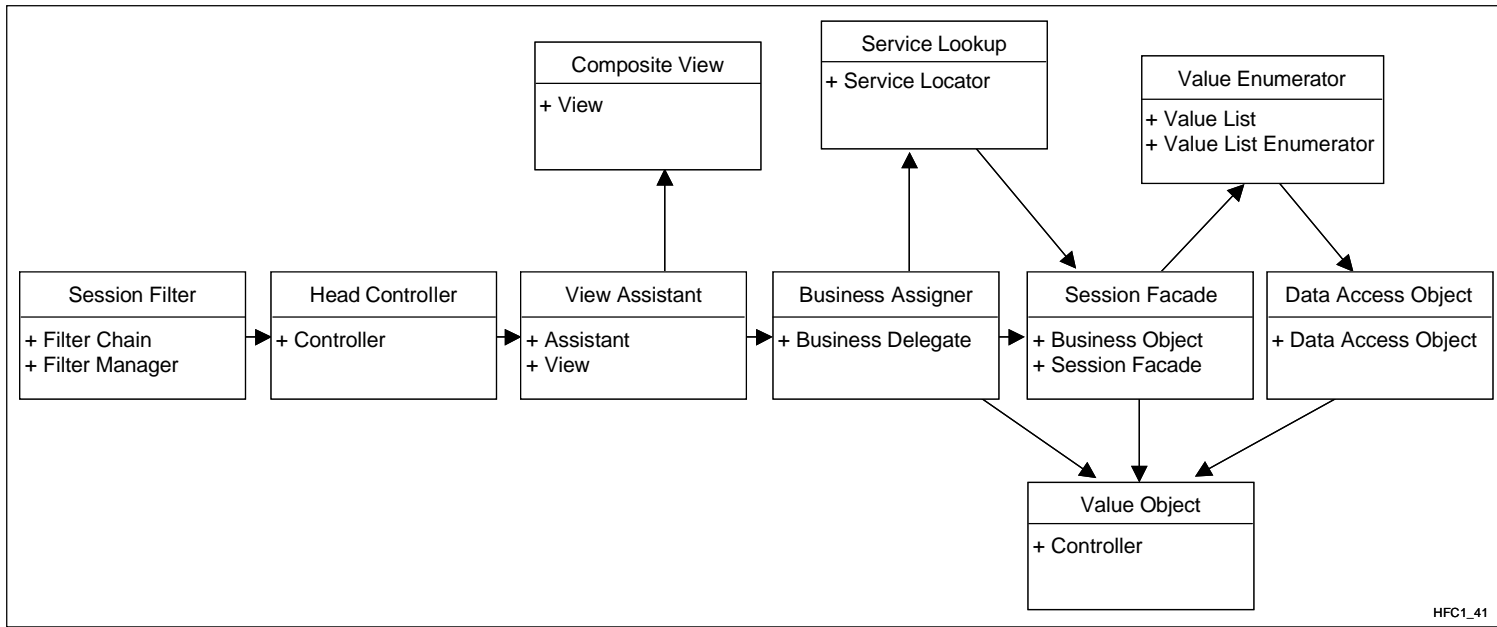 Service Lookup
+ Service Locator
Composite View
+ View
Value Enumerator
+ Value List
+ Value List Enumerator
Session Filter
+ Filter Chain
+ Filter Manager
Head Controller
+ Controller
View Assistant
+ Assistant
+ View
Business Assigner
+ Business Delegate
Session Facade
+ Business Object
+ Session Facade
Data Access Object
+ Data Access Object
Value Object
+ Controller
HFC1_41